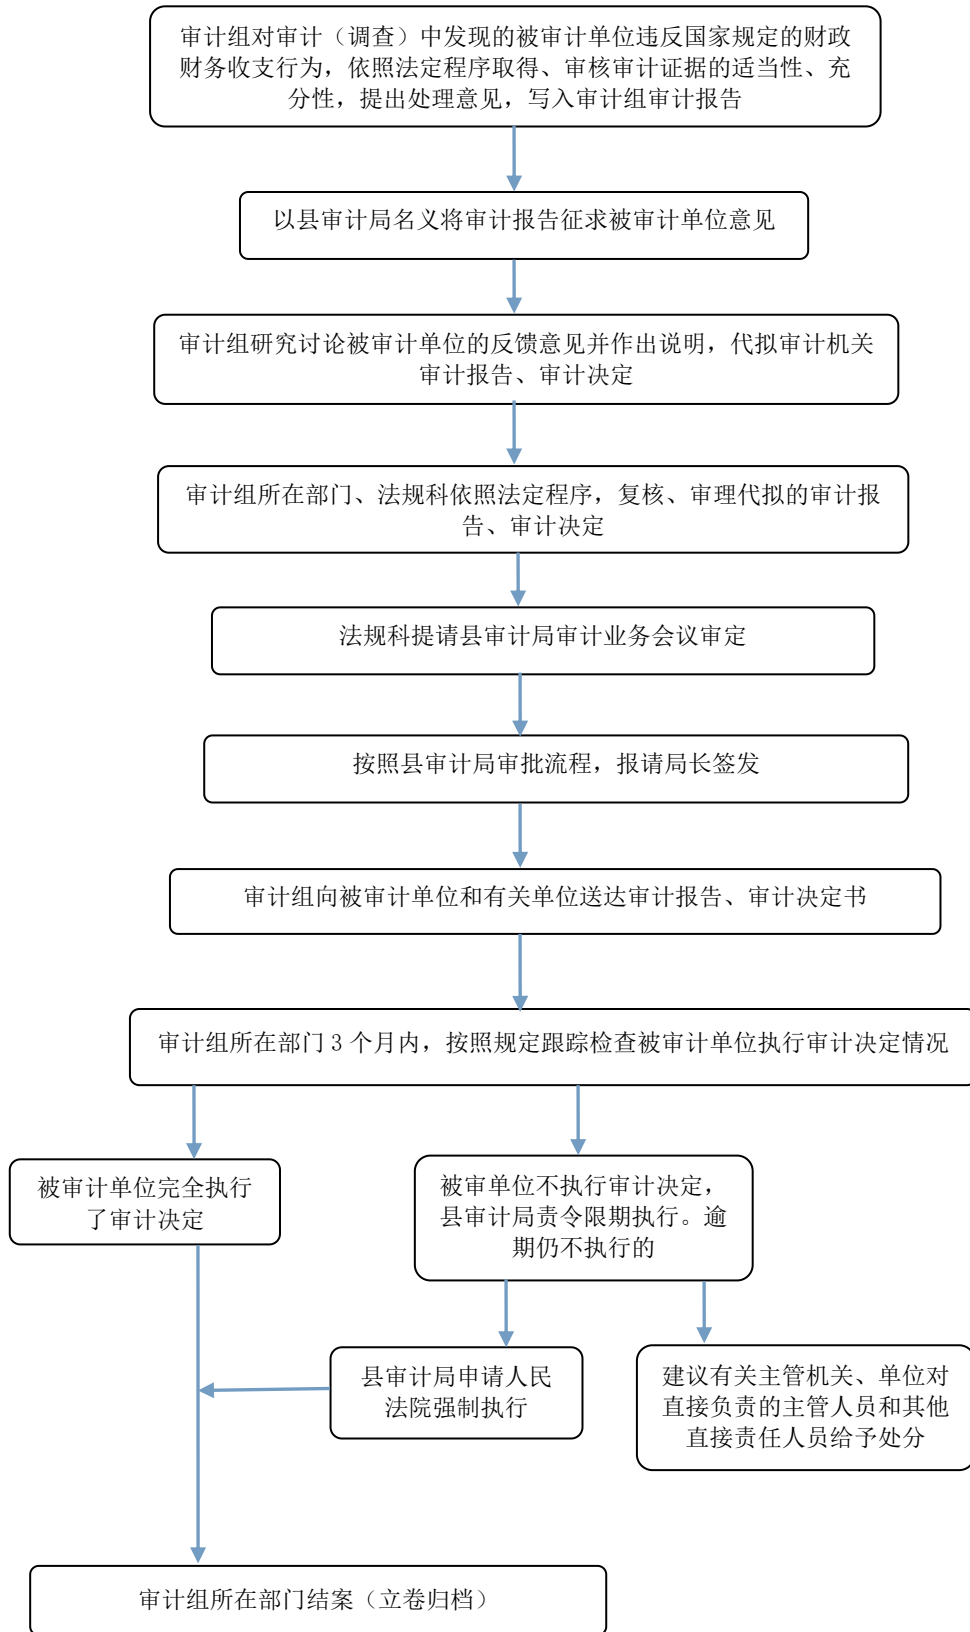 审计组对审计（调查）中发现的被审计单位违反国家规定的财政
财务收支行为，依照法定程序取得、审核审计证据的适当性、充
分性，提出处理意见，写入审计组审计报告
以县审计局名义将审计报告征求被审计单位意见
审计组研究讨论被审计单位的反馈意见并作出说明，代拟审计机关
审计报告、审计决定
审计组所在部门、法规科依照法定程序，复核、审理代拟的审计报
告、审计决定
法规科提请县审计局审计业务会议审定
按照县审计局审批流程，报请局长签发
审计组向被审计单位和有关单位送达审计报告、审计决定书
审计组所在部门 3 个月内，按照规定跟踪检查被审计单位执行审计决定情况
被审计单位完全执行
了审计决定
被审单位不执行审计决定，
县审计局责令限期执行。逾
期仍不执行的
县审计局申请人民
法院强制执行
建议有关主管机关、单位对
直接负责的主管人员和其他
直接责任人员给予处分
审计组所在部门结案（立卷归档）